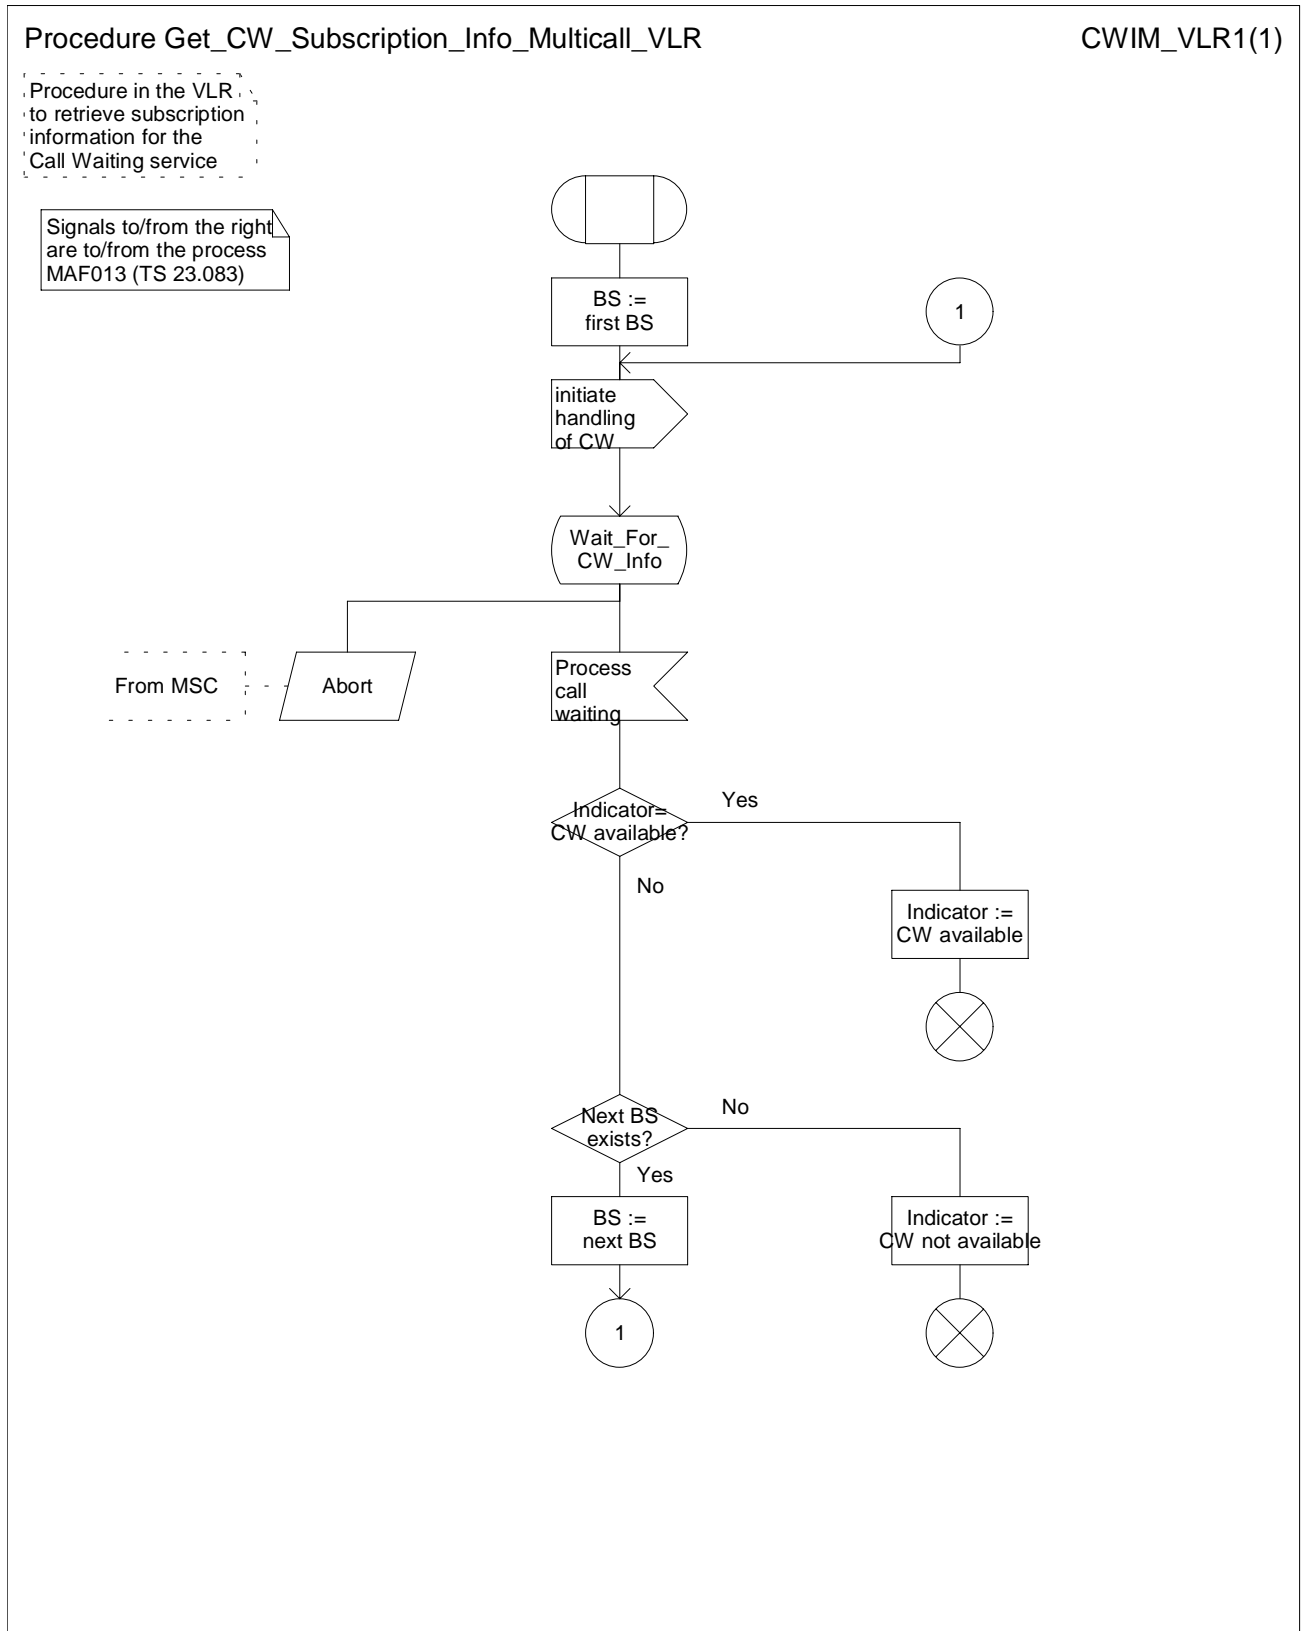 Procedure Get_CW_Subscription_Info_Multicall_VLR
CWIM_VLR1(1)
Procedure in the VLR
to retrieve subscription
information for the
Call Waiting service
Signals to/from the right
are to/from the process
MAF013 (TS 23.083)
BS :=
first BS
1
initiate
handling
of CW
Wait_For_
CW_Info
From MSC
Abort
Process
call
waiting
Indicator=
CW available?
Yes
No
Indicator :=
CW available
Next BS
exists?
No
Yes
BS :=
next BS
Indicator :=
CW not available
1